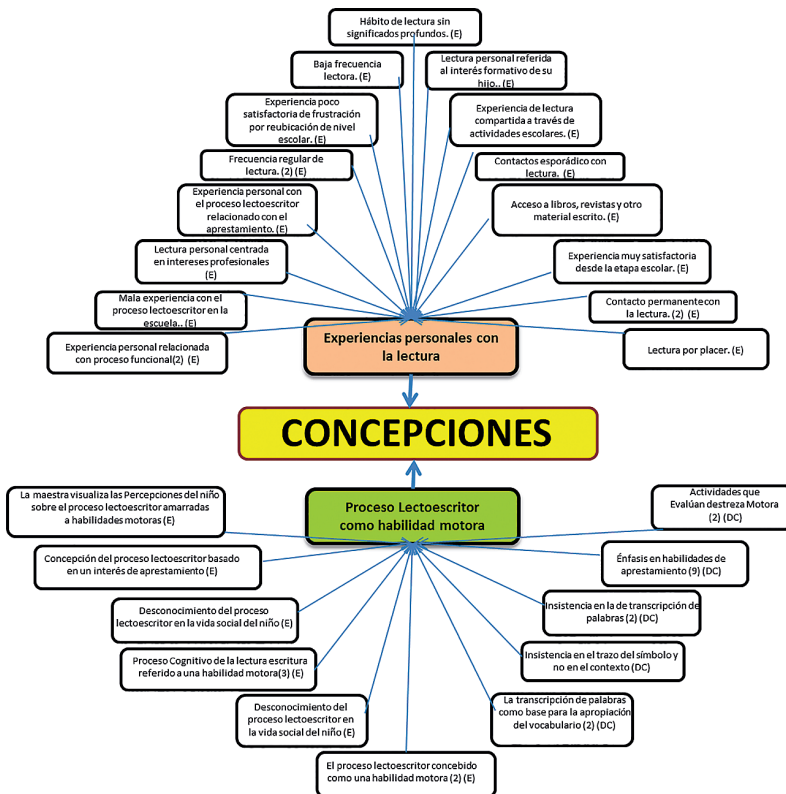 Hábito de lectura sin
significados profundos. (E)
Baja frecuencia
lectora. (E)
Lectura personal referida
al interés formativo de su
hijo.. (E)
Experiencia poco
satisfactoria de frustración
por reubicación de nivel
escolar. (E)
Experiencia de lectura
compartida a través de
actividades escolares. (E)
Frecuencia regular de
lectura. (2) (E)
Contactos esporádico con
lectura. (E)
Experiencia personal con
el proceso lectoescritor
relacionado con el
aprestamiento. (E)
Acceso a libros, revistas y otro
material escrito. (E)
Lectura personal centrada
en intereses profesionales
(E)
Experiencia muy satisfactoria
desde la etapa escolar. (E)
Mala experiencia con el
proceso lectoescritor en la
escuela.. (E)
Contacto permanente con
la lectura. (2) (E)
Experiencia personal relacionada
con proceso funcional(2) (E)
Lectura por placer. (E)
Experiencias personales con
la lectura
CONCEPCIONES
Proceso Lectoescritor
como habilidad motora
La maestra visualiza las Percepciones del niño
sobre el proceso lectoescritor amarradas
a habilidades motoras (E)
Actividades que
Evalúan destreza Motora
(2) (DC)
Concepción del proceso lectoescritor basado
en un interés de aprestamiento (E)
Énfasis en habilidades de
aprestamiento (9) (DC)
Desconocimiento del proceso
lectoescritor en la vida social del niño (E)
Insistencia en la de transcripción de
palabras (2) (DC)
Proceso Cognitivo de la lectura escritura
referido a una habilidad motora(3) (E)
Insistencia en el trazo del símbolo y
no en el contexto (DC)
Desconocimiento del
proceso lectoescritor en
la vida social del niño (E)
La transcripción de palabras
como base para la apropiación
del vocabulario (2) (DC)
El proceso lectoescritor concebido
como una habilidad motora (2) (E)